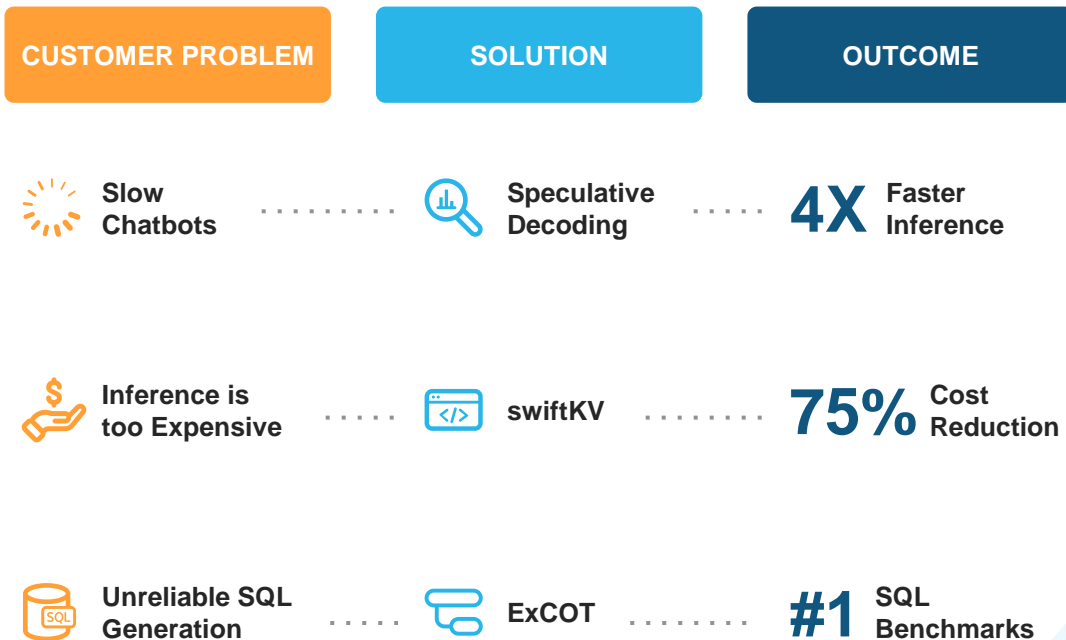 CUSTOMER PROBLEM
SOLUTION
OUTCOME
Slow
Chatbots
Speculative
Decoding
4X
Faster
Inference
$
Inference is
too Expensive
</>
swiftKV
75%
Cost
Reduction
SQL
Unreliable SQL
Generation
ExCOT
#1
SQL
Benchmarks